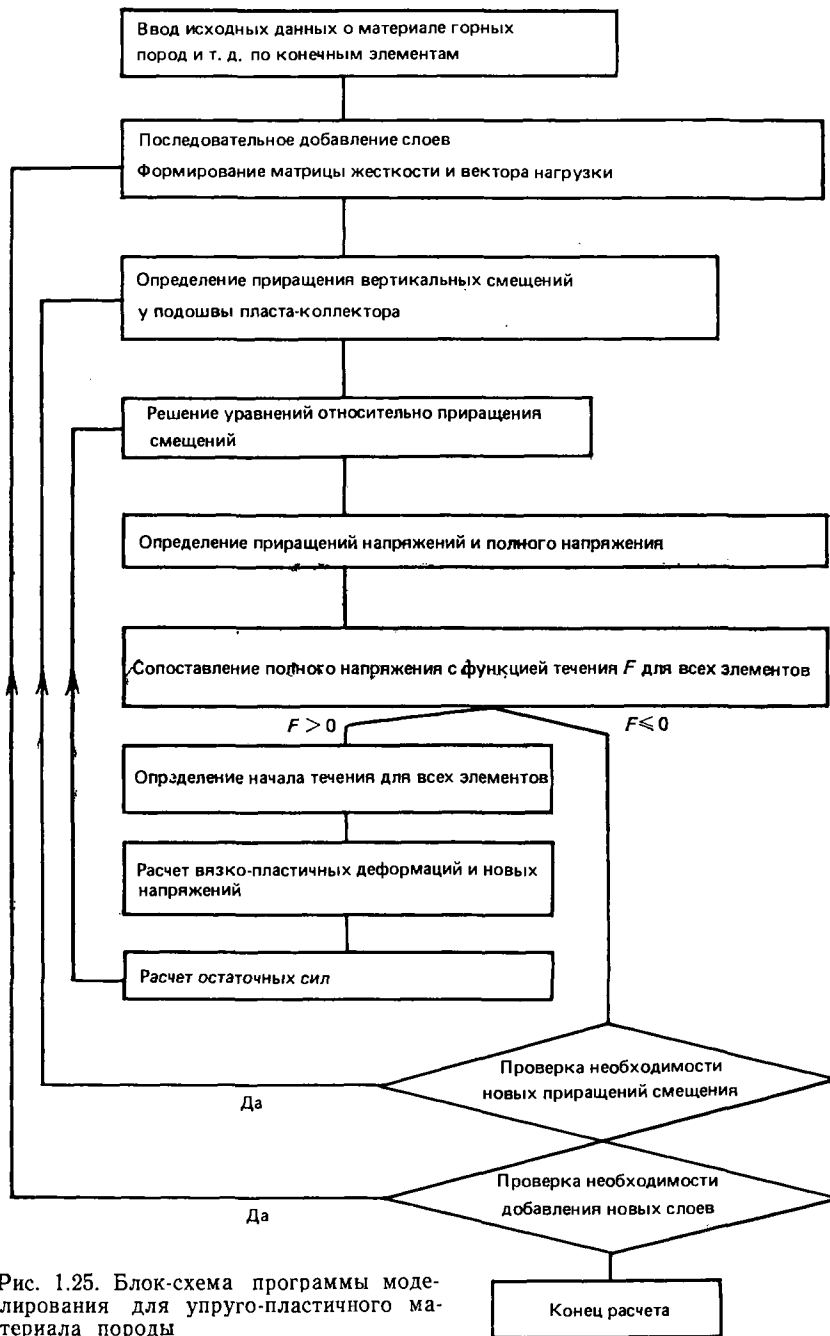 Ввод исходных данных о материале горных
пород и т. д. по конечным элементам
Последовательное добавление слоев
Формирование матрицы жесткости и вектора нагрузки
Определение приращения вертикальных смещений
у подошвы пласта-коллектора
Решение уравнений относительно приращения
смещений
Определение приращений напряжений и полного напряжения
Сопоставление полного напряжения с функцией течения F для всех элементов
F > 0
F ⩽ 0
Определение начала течения для всех элементов
Расчет вязко-пластичных деформаций и новых
напряжений
Расчет остаточных сил
Проверка необходимости
новых приращений смещения
Да
Проверка необходимости
добавления новых слоев
Да
Рис. 1.25. Блок-схема программы моде-
лирования для упруго-пластичного ма-
териала породы
Конец расчета